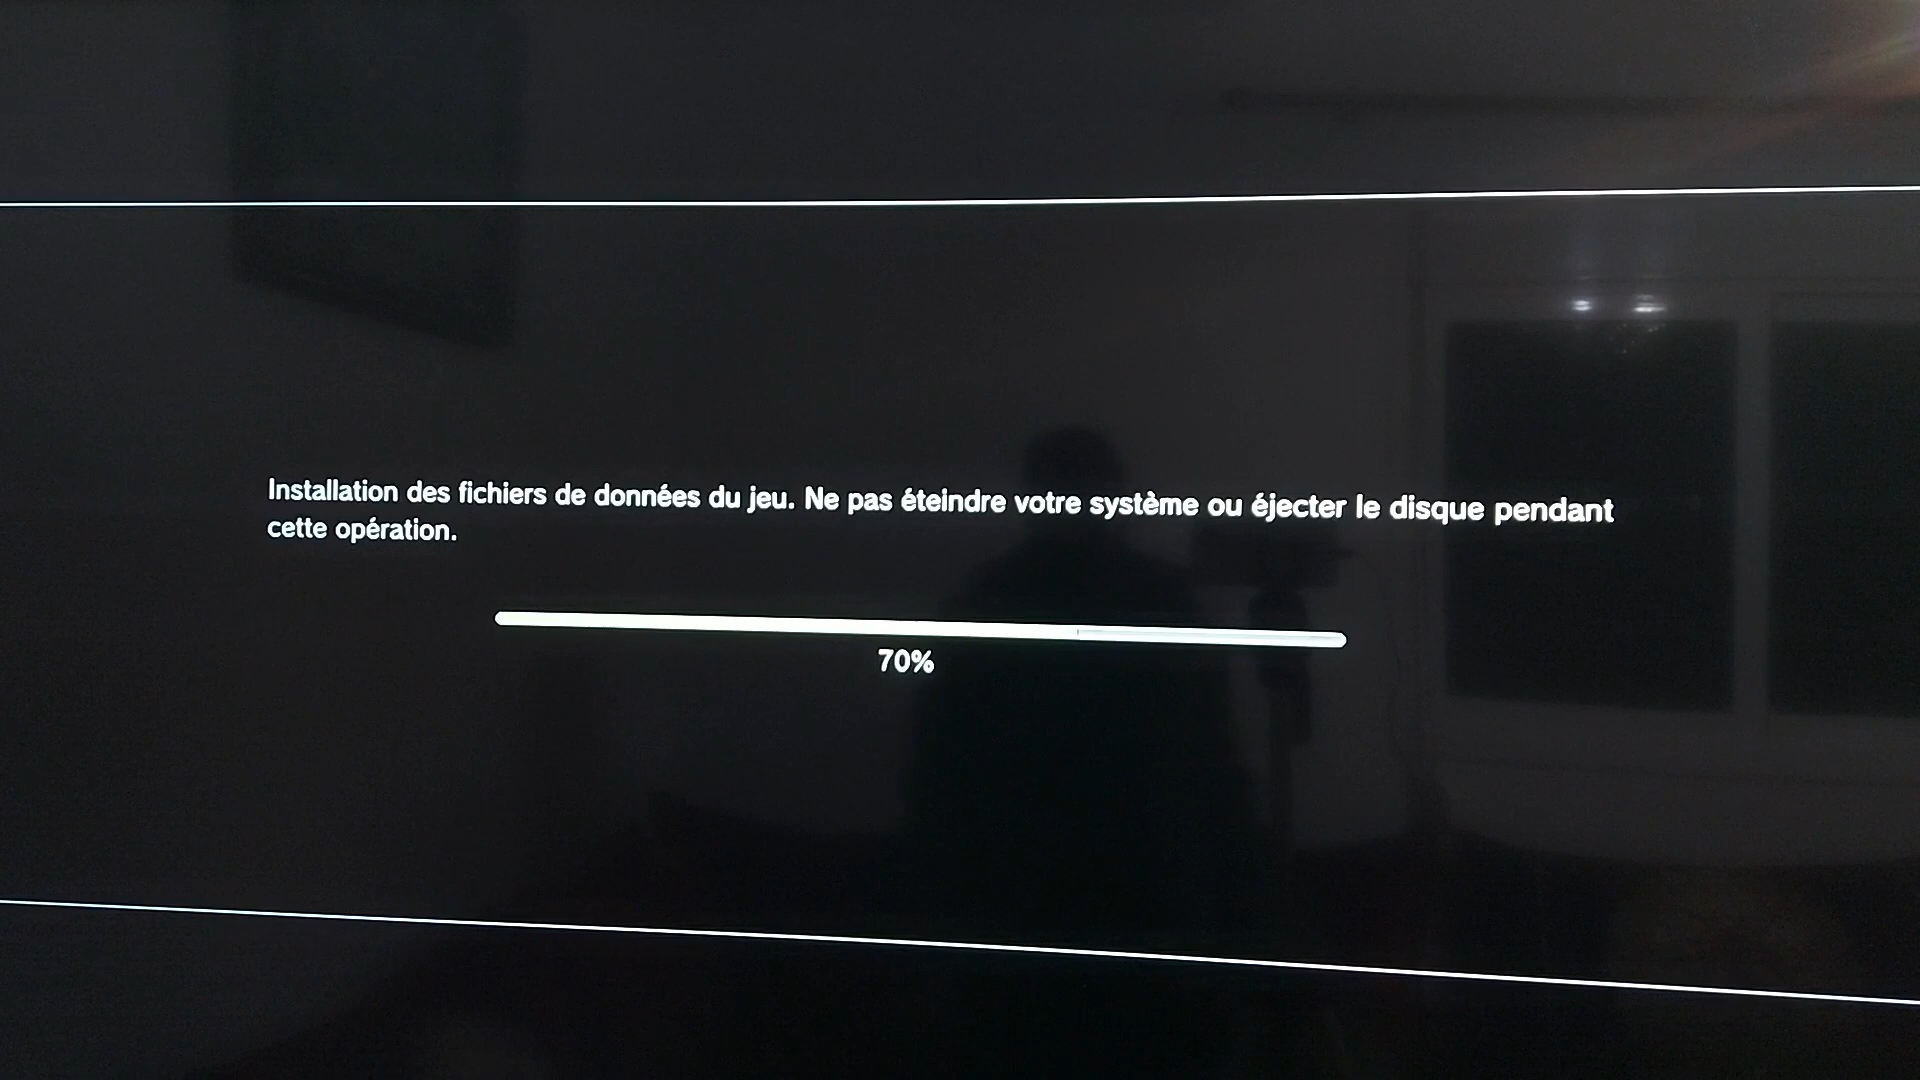 Installation des fichiers de données du jeu. Ne pas éteindre votre système ou éjecter le disque pendant
cette opération.
70%